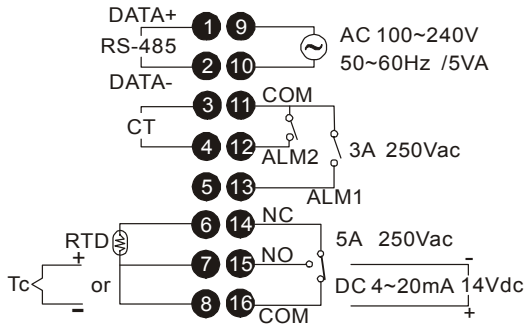 DATA+
1 9
RS-485
AC 100~240V
2 10
50~60Hz /5VA
DATA-
COM
3 11
CT
4 12
ALM2
3A 250Vac
5 13
ALM1
6 14 NC
RTD
5A 250Vac
+
7 15 NO
-
Tc or
DC 4~20mA 14Vdc
-
8 16
COM
+